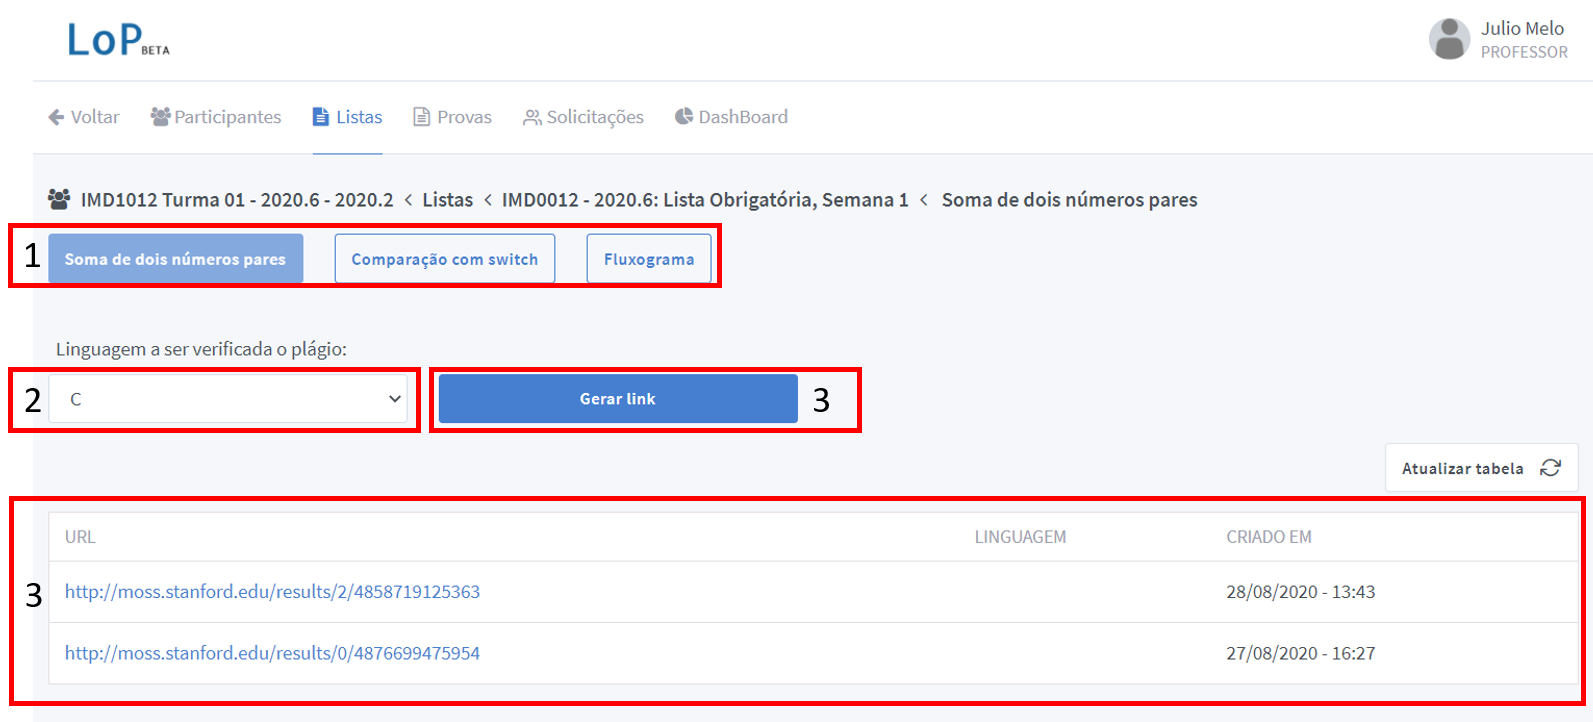 LoP BETA
Julio Melo
PROFESSOR
Voltar Participantes Listas Provas Solicitações DashBoard
IMD1012 Turma 01 - 2020.6 - 2020.2 < Listas < IMD0012 - 2020.6: Lista Obrigatória, Semana 1 < Soma de dois números pares
1 Soma de dois números pares Comparação com switch Fluxograma
Linguagem a ser verificada o plágio:
2 C Gerar link 3
Atualizar tabela
URL LINGUAGEM CRIADO EM
3 http://moss.stanford.edu/results/2/4858719125363 28/08/2020 - 13:43
http://moss.stanford.edu/results/0/4876699475954 27/08/2020 - 16:27